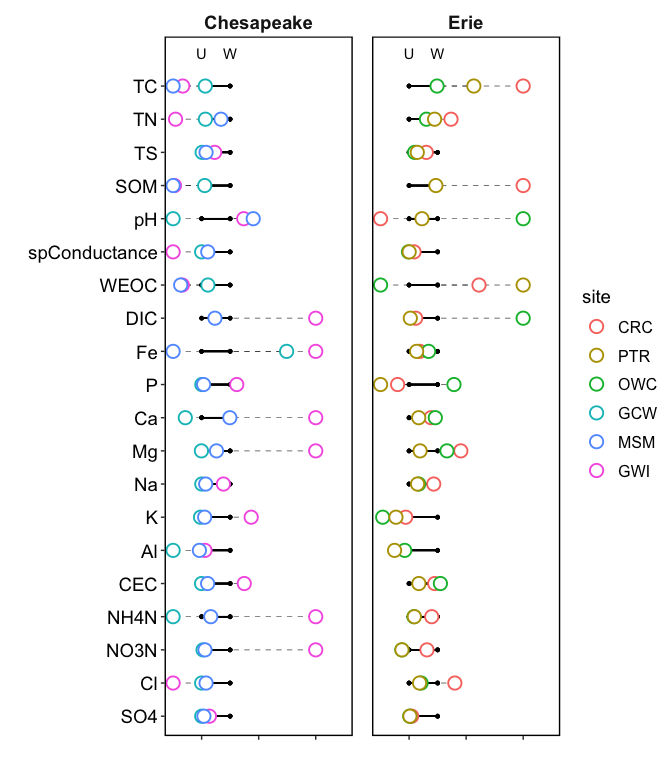 Chesapeake Erie
U W U W
TC
TN
TS
SOM
pH
spConductance
WEOC
DIC
Fe
P
Ca
Mg
Na
K
Al
CEC
NH4N
NO3N
Cl
SO4
site
CRC
PTR
OWC
GCW
MSM
GWI